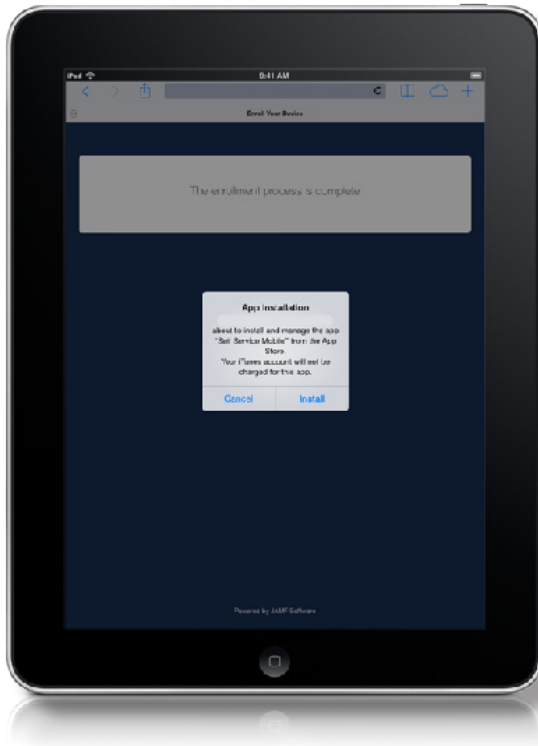 iPad
9:41 AM
Enroll Your Device
The enrollment process is complete
App Installation
about to install and manage the app
"Self Service Mobile" from the App
Store.
Your iTunes account will not be
charged for this app.
Cancel Install
Powered by JAMF Software